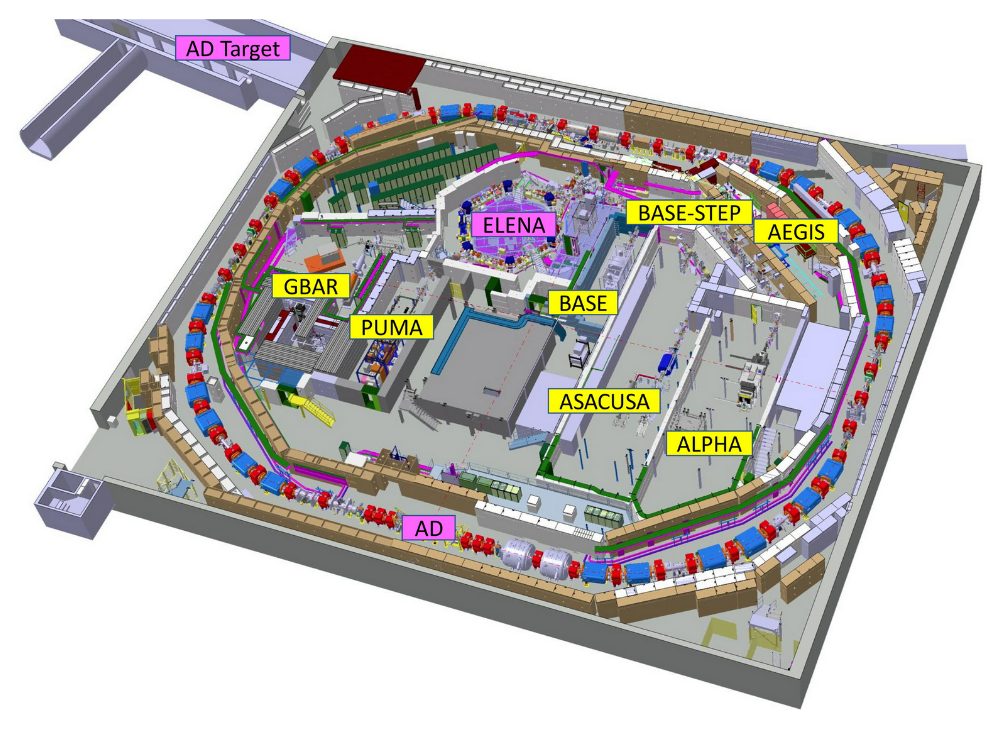 AD Target
ELENA
BASE-STEP
AEGIS
GBAR
BASE
PUMA
ASACUSA
ALPHA
AD